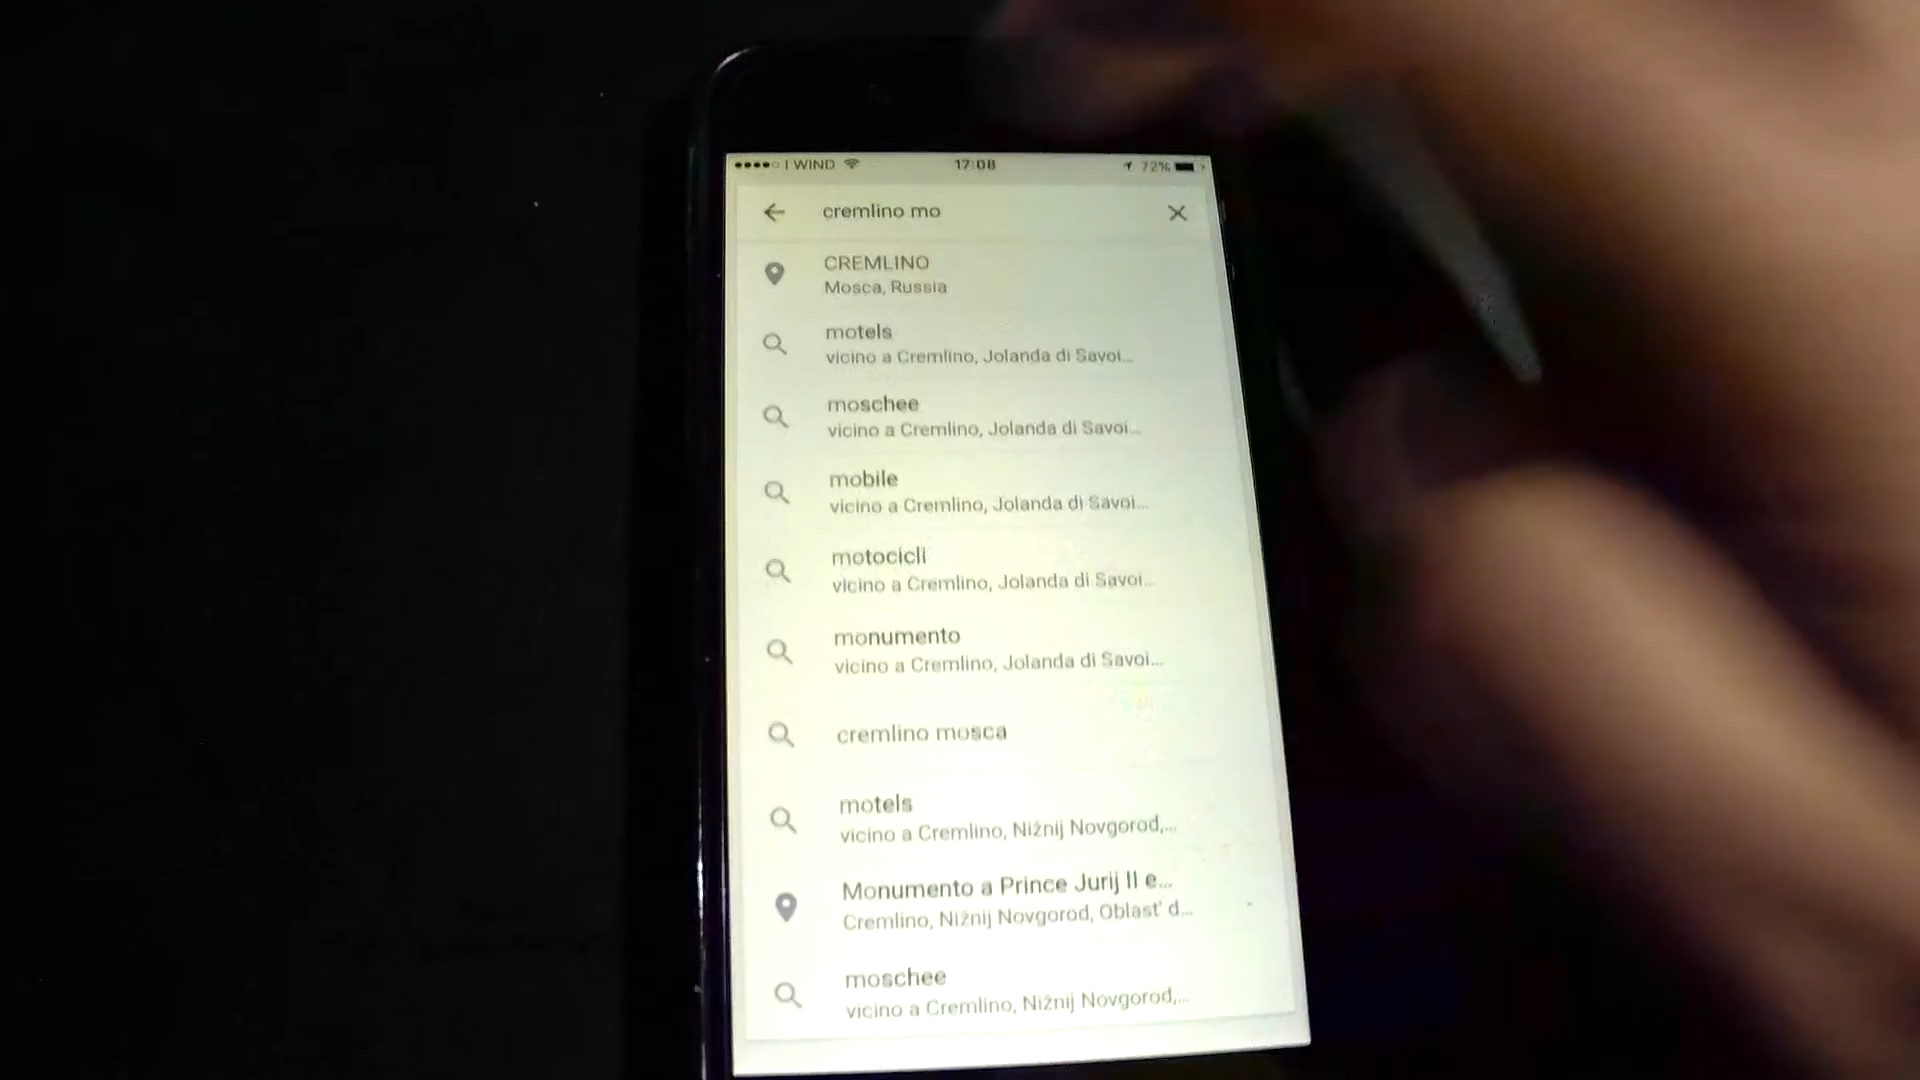 I WIND 17:08 72%
cremlino mo
CREMLINO
Mosca, Russia
motels
vicino a Cremlino, Jolanda di Savoi...
moschee
vicino a Cremlino, Jolanda di Savoi...
mobile
vicino a Cremlino, Jolanda di Savoi...
motocicli
vicino a Cremlino, Jolanda di Savoi...
monumento
vicino a Cremlino, Jolanda di Savoi...
cremlino mosca
motels
vicino a Cremlino, Nižnij Novgorod,...
Monumento a Prince Jurij II e...
Cremlino, Nižnij Novgorod, Oblast' d...
moschee
vicino a Cremlino, Nižnij Novgorod,...